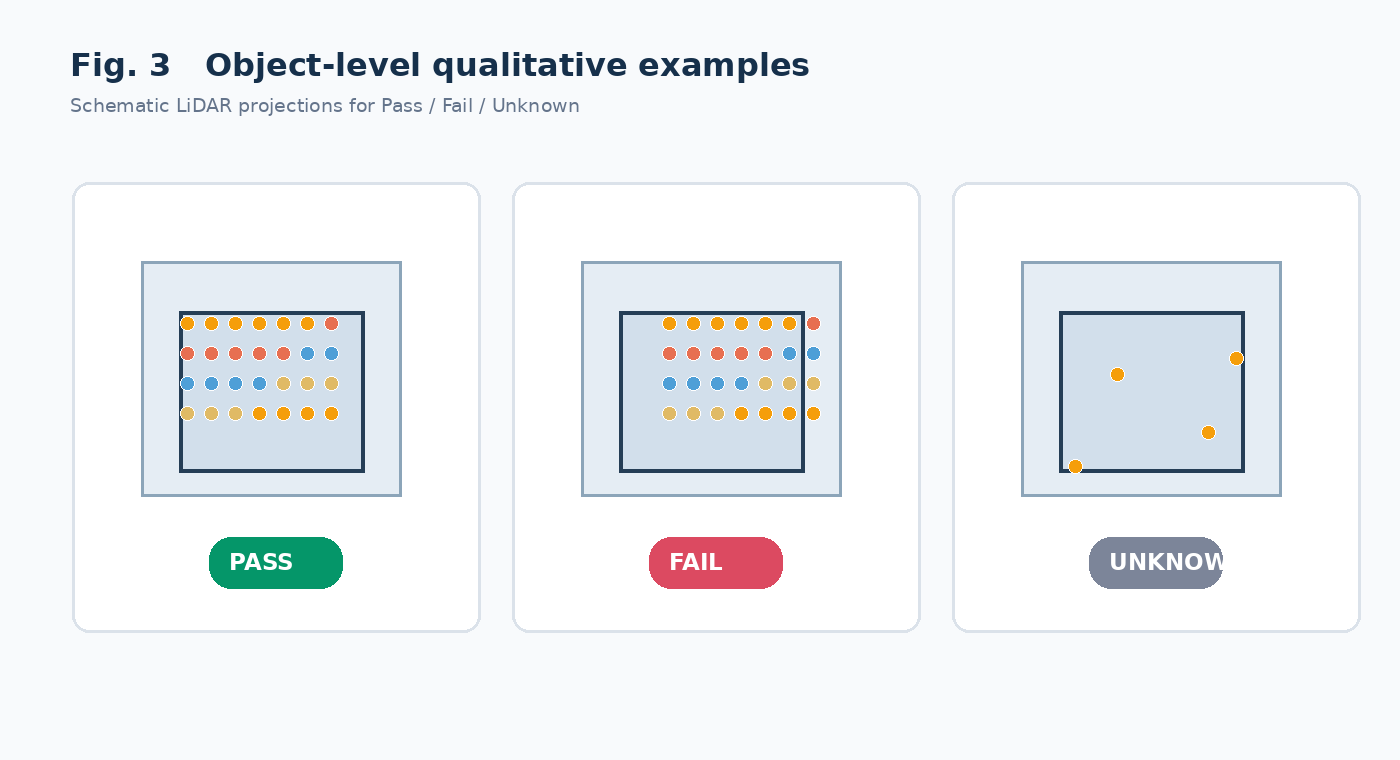 Fig. 3 Object-level qualitative examples
Schematic LiDAR projections for Pass / Fail / Unknown
PASS
FAIL
UNKNOW